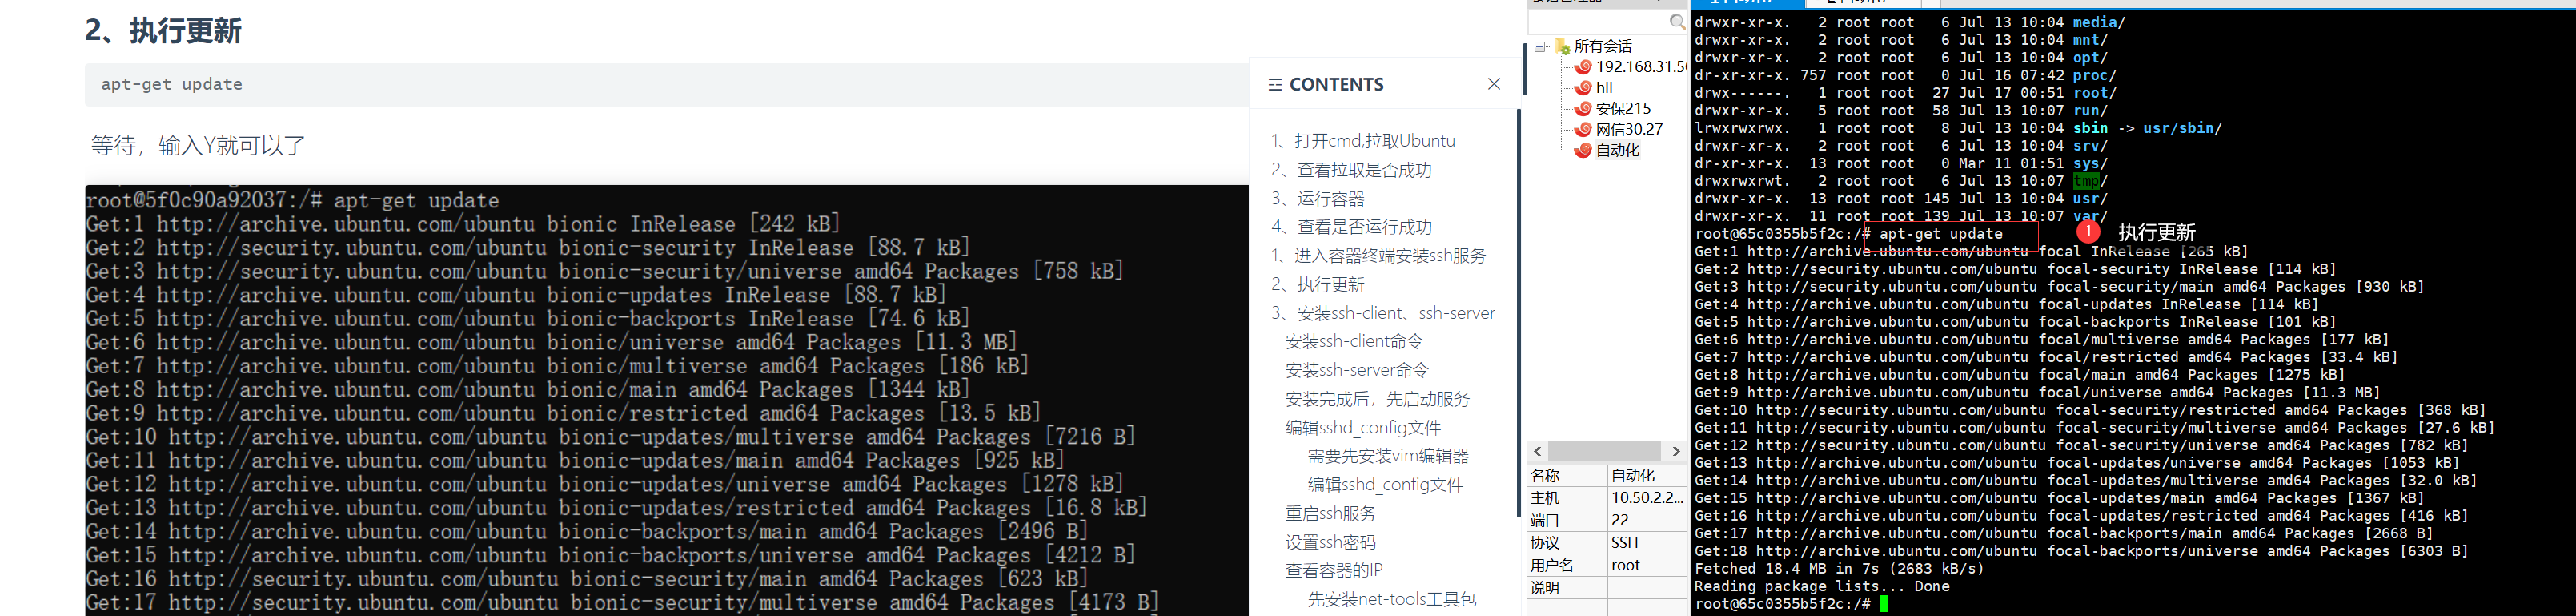 2、执行更新
apt-get update
等待，输入Y就可以了
root@5f0c90a92037:/# apt-get update
Get:1 http://archive.ubuntu.com/ubuntu bionic InRelease [242 kB]
Get:2 http://security.ubuntu.com/ubuntu bionic-security InRelease [88.7 kB]
Get:3 http://security.ubuntu.com/ubuntu bionic-security/universe amd64 Packages [758 kB]
Get:4 http://archive.ubuntu.com/ubuntu bionic-updates InRelease [88.7 kB]
Get:5 http://archive.ubuntu.com/ubuntu bionic-backports InRelease [74.6 kB]
Get:6 http://archive.ubuntu.com/ubuntu bionic/universe amd64 Packages [11.3 MB]
Get:7 http://archive.ubuntu.com/ubuntu bionic/multiverse amd64 Packages [186 kB]
Get:8 http://archive.ubuntu.com/ubuntu bionic/main amd64 Packages [1344 kB]
Get:9 http://archive.ubuntu.com/ubuntu bionic/restricted amd64 Packages [13.5 kB]
Get:10 http://archive.ubuntu.com/ubuntu bionic-updates/multiverse amd64 Packages [7216 B]
Get:11 http://archive.ubuntu.com/ubuntu bionic-updates/main amd64 Packages [925 kB]
Get:12 http://archive.ubuntu.com/ubuntu bionic-updates/universe amd64 Packages [1278 kB]
Get:13 http://archive.ubuntu.com/ubuntu bionic-updates/restricted amd64 Packages [16.8 kB]
Get:14 http://archive.ubuntu.com/ubuntu bionic-backports/main amd64 Packages [2496 B]
Get:15 http://archive.ubuntu.com/ubuntu bionic-backports/universe amd64 Packages [4212 B]
Get:16 http://security.ubuntu.com/ubuntu bionic-security/main amd64 Packages [623 kB]
Get:17 http://security.ubuntu.com/ubuntu bionic-security/multiverse amd64 Packages [4173 B]
CONTENTS
1、打开cmd,拉取Ubuntu
2、查看拉取是否成功
3、运行容器
4、查看是否运行成功
1、进入容器终端安装ssh服务
2、执行更新
3、安装ssh-client、ssh-server
安装ssh-client命令
安装ssh-server命令
安装完成后，先启动服务
编辑sshd_config文件
需要先安装vim编辑器
编辑sshd_config文件
重启ssh服务
设置ssh密码
查看容器的IP
先安装net-tools工具包
所有会话
192.168.31.50
hll
安保215
网信30.27
自动化
名称 自动化
主机 10.50.2.2...
端口 22
协议 SSH
用户名 root
说明
drwxr-xr-x. 2 root root 6 Jul 13 10:04 media/
drwxr-xr-x. 2 root root 6 Jul 13 10:04 mnt/
drwxr-xr-x. 2 root root 6 Jul 13 10:04 opt/
dr-xr-xr-x. 757 root root 0 Jul 16 07:42 proc/
drwx------. 1 root root 27 Jul 17 00:51 root/
drwxr-xr-x. 5 root root 58 Jul 13 10:07 run/
lrwxrwxrwx. 1 root root 8 Jul 13 10:04 sbin -> usr/sbin/
drwxr-xr-x. 2 root root 6 Jul 13 10:04 srv/
dr-xr-xr-x. 13 root root 0 Mar 11 01:51 sys/
drwxrwxrwt. 2 root root 6 Jul 13 10:07 tmp/
drwxr-xr-x. 13 root root 145 Jul 13 10:04 usr/
drwxr-xr-x. 11 root root 139 Jul 13 10:07 var/
root@65c0355b5f2c:/# apt-get update
1 执行更新
Get:1 http://archive.ubuntu.com/ubuntu focal InRelease [265 kB]
Get:2 http://security.ubuntu.com/ubuntu focal-security InRelease [114 kB]
Get:3 http://security.ubuntu.com/ubuntu focal-security/main amd64 Packages [930 kB]
Get:4 http://archive.ubuntu.com/ubuntu focal-updates InRelease [114 kB]
Get:5 http://archive.ubuntu.com/ubuntu focal-backports InRelease [101 kB]
Get:6 http://archive.ubuntu.com/ubuntu focal/multiverse amd64 Packages [177 kB]
Get:7 http://archive.ubuntu.com/ubuntu focal/restricted amd64 Packages [33.4 kB]
Get:8 http://archive.ubuntu.com/ubuntu focal/main amd64 Packages [1275 kB]
Get:9 http://archive.ubuntu.com/ubuntu focal/universe amd64 Packages [11.3 MB]
Get:10 http://security.ubuntu.com/ubuntu focal-security/restricted amd64 Packages [368 kB]
Get:11 http://security.ubuntu.com/ubuntu focal-security/multiverse amd64 Packages [27.6 kB]
Get:12 http://security.ubuntu.com/ubuntu focal-security/universe amd64 Packages [782 kB]
Get:13 http://archive.ubuntu.com/ubuntu focal-updates/universe amd64 Packages [1053 kB]
Get:14 http://archive.ubuntu.com/ubuntu focal-updates/multiverse amd64 Packages [32.0 kB]
Get:15 http://archive.ubuntu.com/ubuntu focal-updates/main amd64 Packages [1367 kB]
Get:16 http://archive.ubuntu.com/ubuntu focal-updates/restricted amd64 Packages [416 kB]
Get:17 http://archive.ubuntu.com/ubuntu focal-backports/main amd64 Packages [2668 B]
Get:18 http://archive.ubuntu.com/ubuntu focal-backports/universe amd64 Packages [6303 B]
Fetched 18.4 MB in 7s (2683 kB/s)
Reading package lists... Done
root@65c0355b5f2c:/#